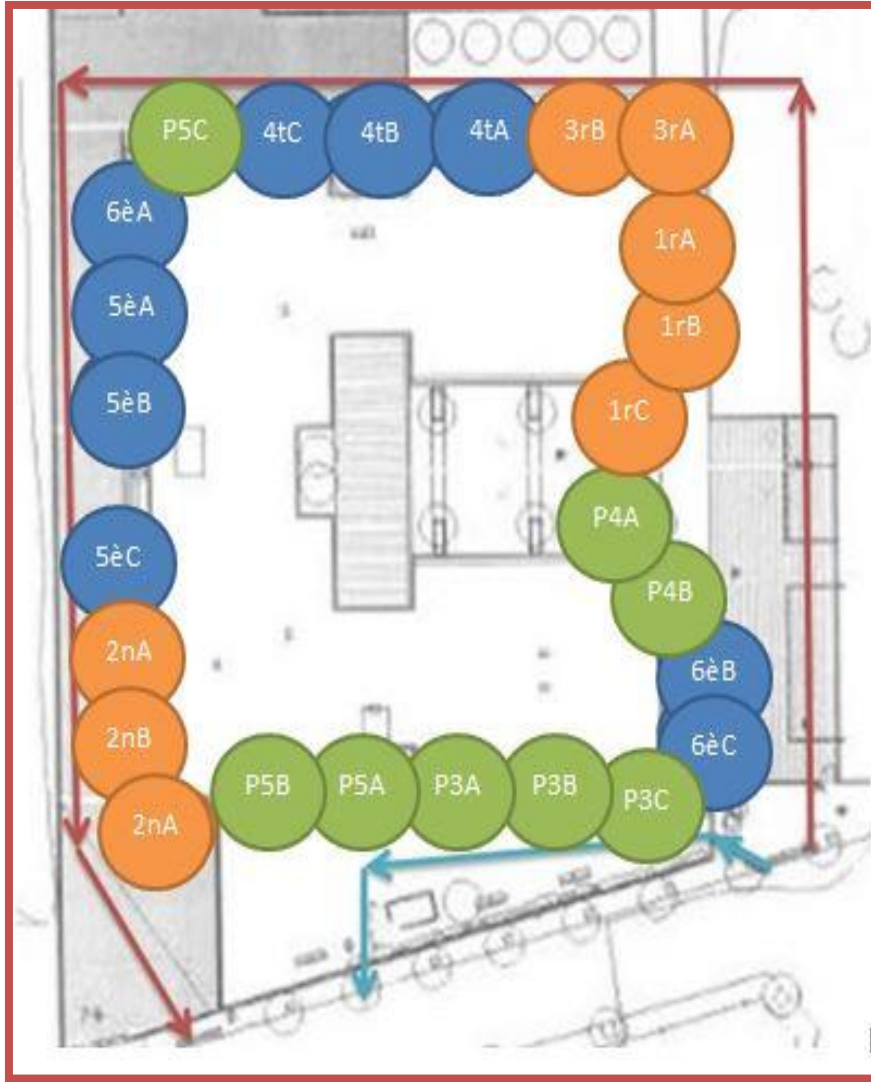 P5C 4tC 4tB 4tA 3rB 3rA
6èA 1rA
5èA 1rB
5èB 1rC
P4A
5èC P4B
2nA 6èB
2nB 6èC
P5B P5A P3A P3B P3C
2nA